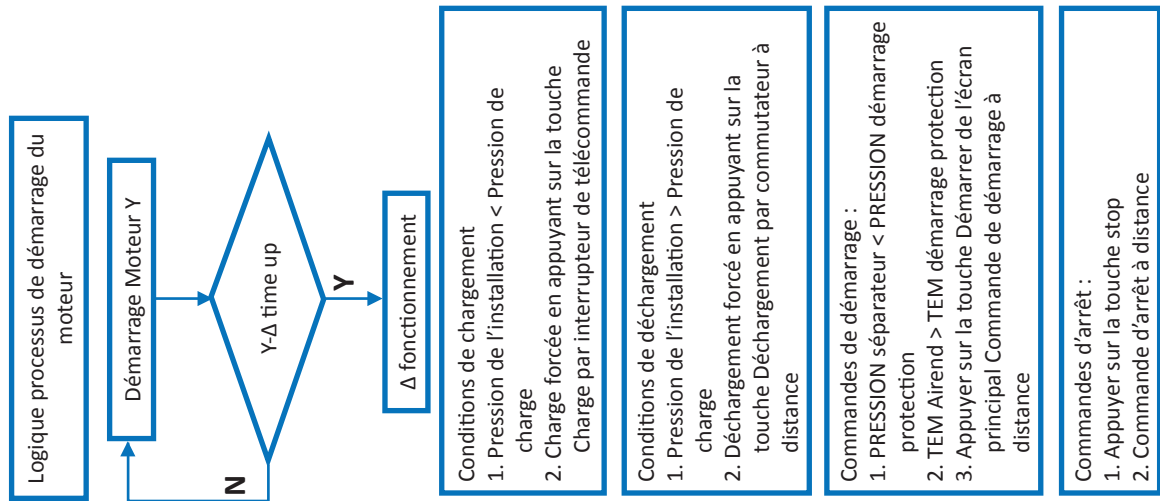 Logique processus de démarrage du
moteur
Démarrage Moteur Y
Y-Δ time up
N
Y
Δ fonctionnement
Conditions de chargement
1. Pression de l'installation < Pression de
charge
2. Charge forcée en appuyant sur la touche
Charge par interrupteur de télécommande
Conditions de déchargement
1. Pression de l'installation > Pression de
charge
2. Déchargement forcé en appuyant sur la
touche Déchargement par commutateur à
distance
Commandes de démarrage :
1. PRESSION séparateur < PRESSION démarrage
protection
2. TEM Airend > TEM démarrage protection
3. Appuyer sur la touche Démarrer de l'écran
principal Commande de démarrage à
distance
Commandes d'arrêt :
1. Appuyer sur la touche stop
2. Commande d'arrêt à distance